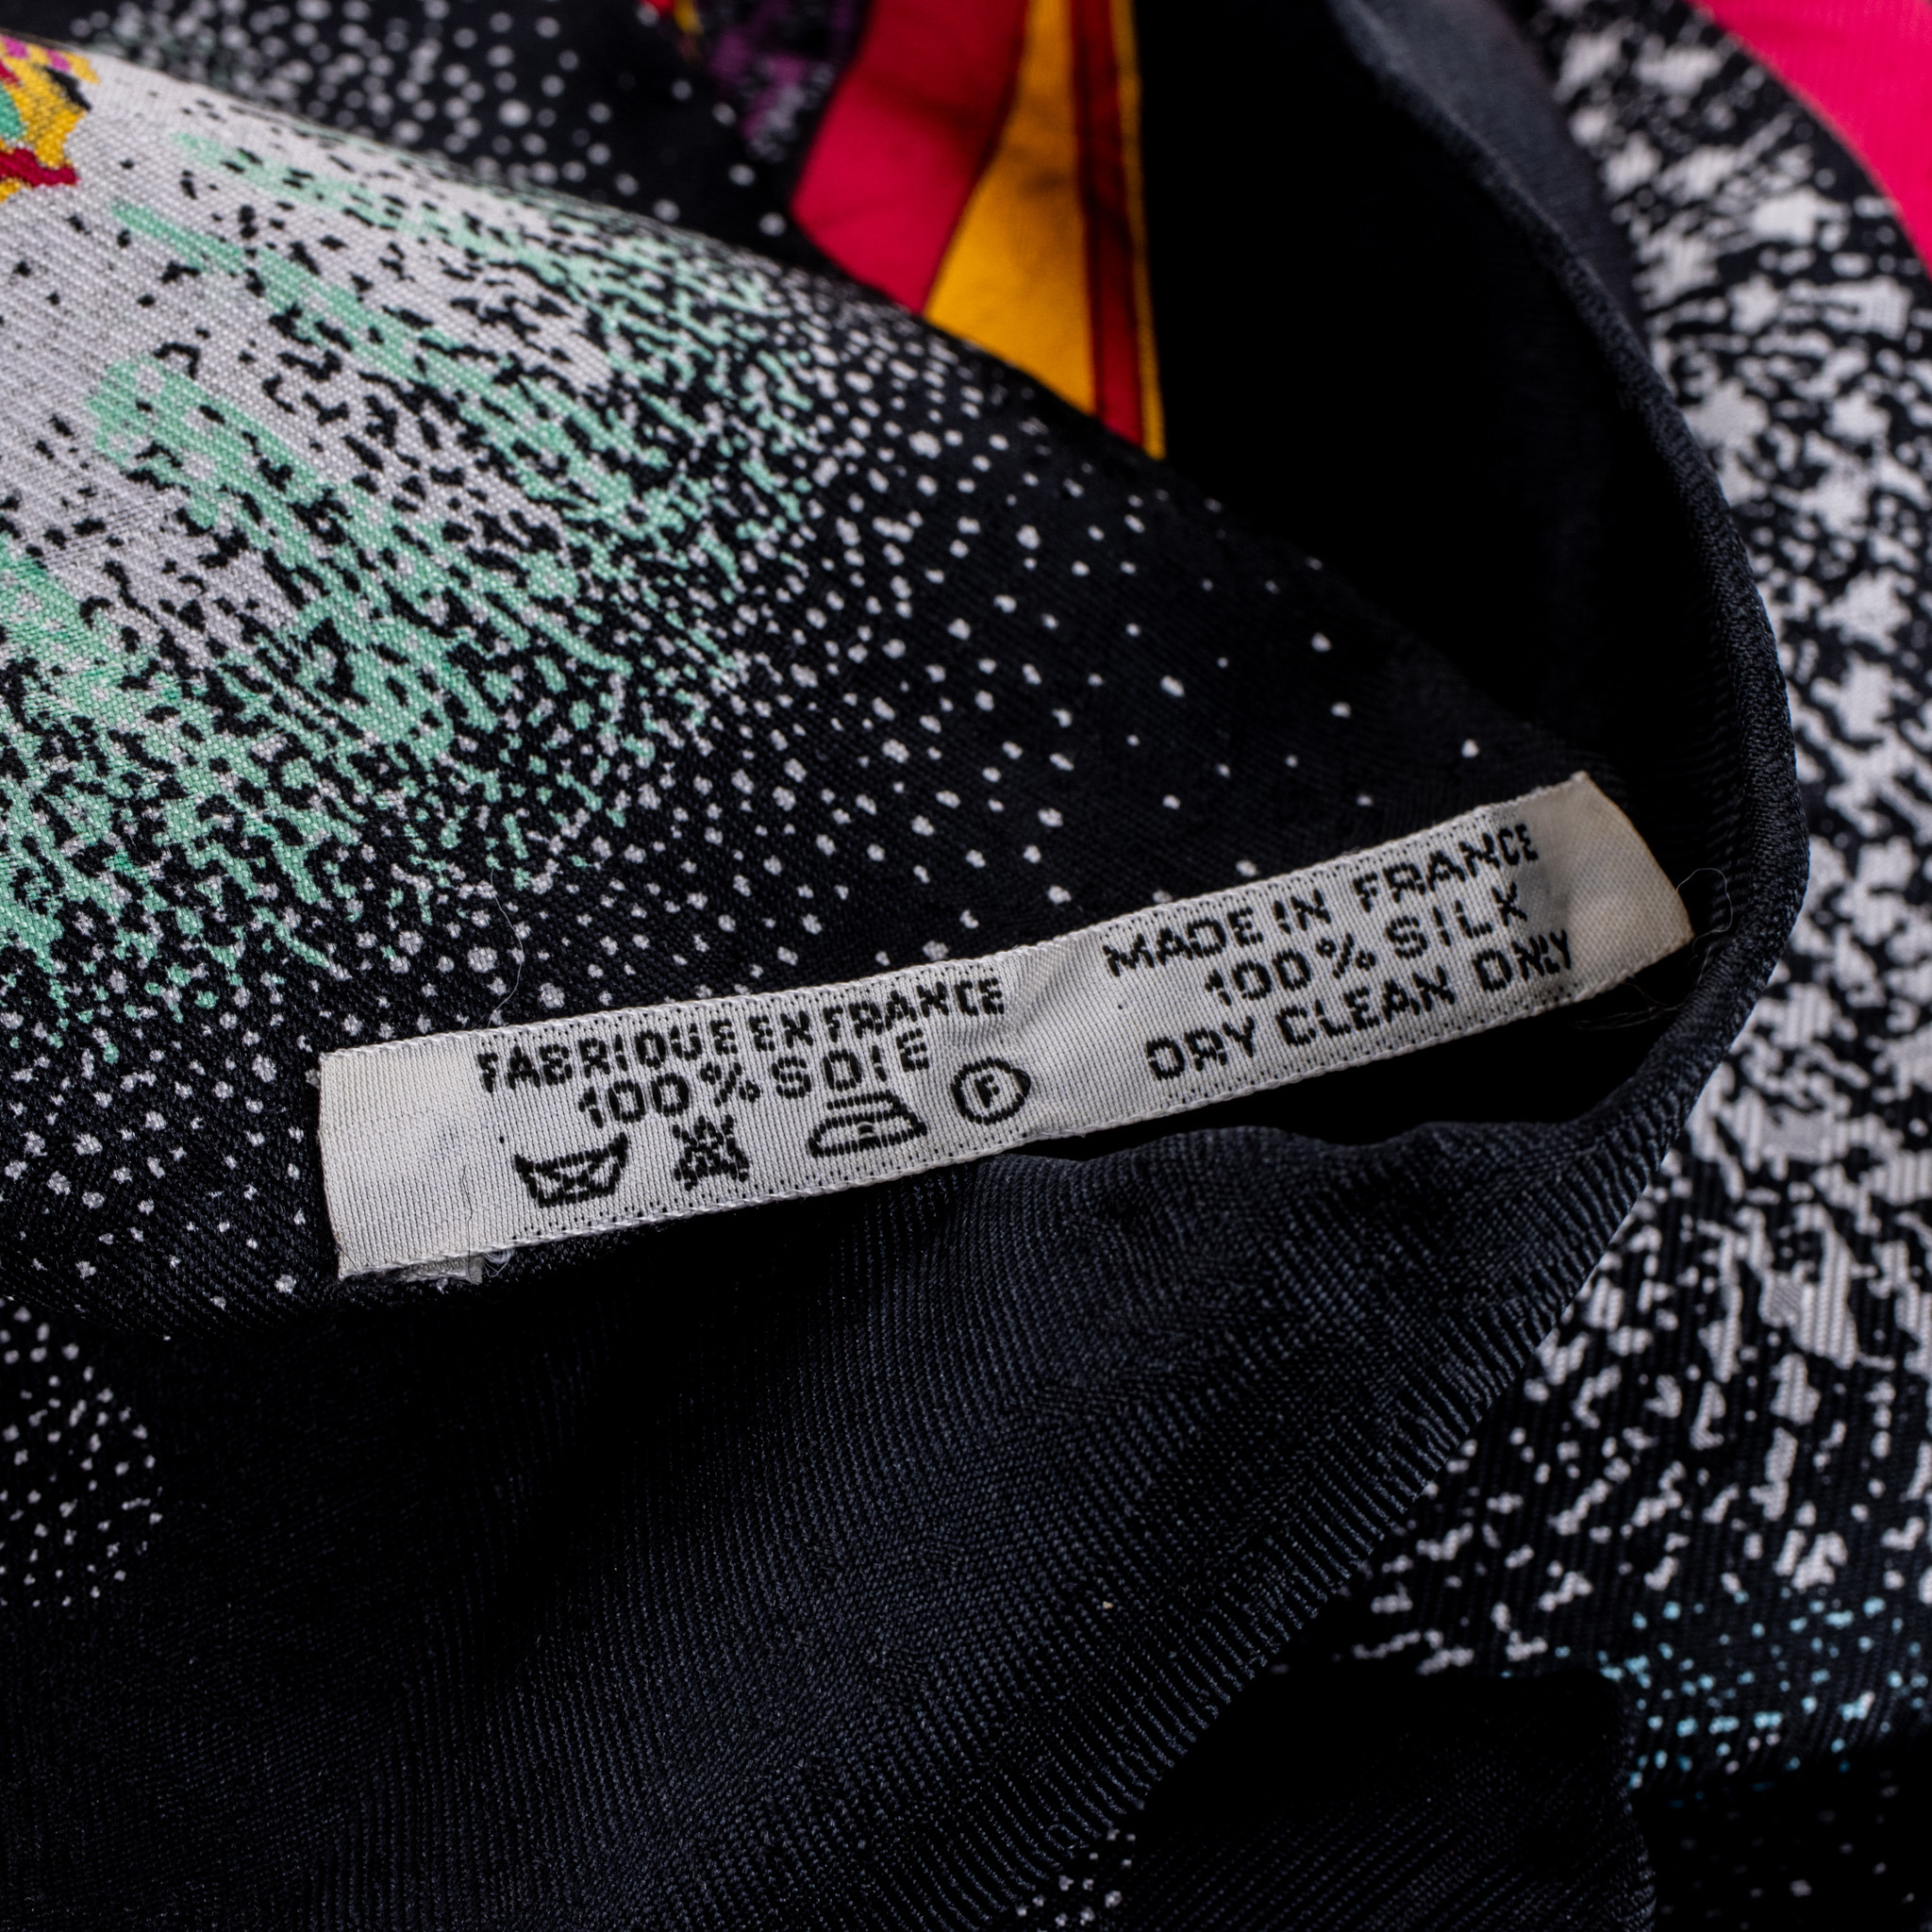 FABRIQUE EN FRANCE
100% SOIE
F
MADE IN FRANCE
100% SILK
DRY CLEAN ONLY